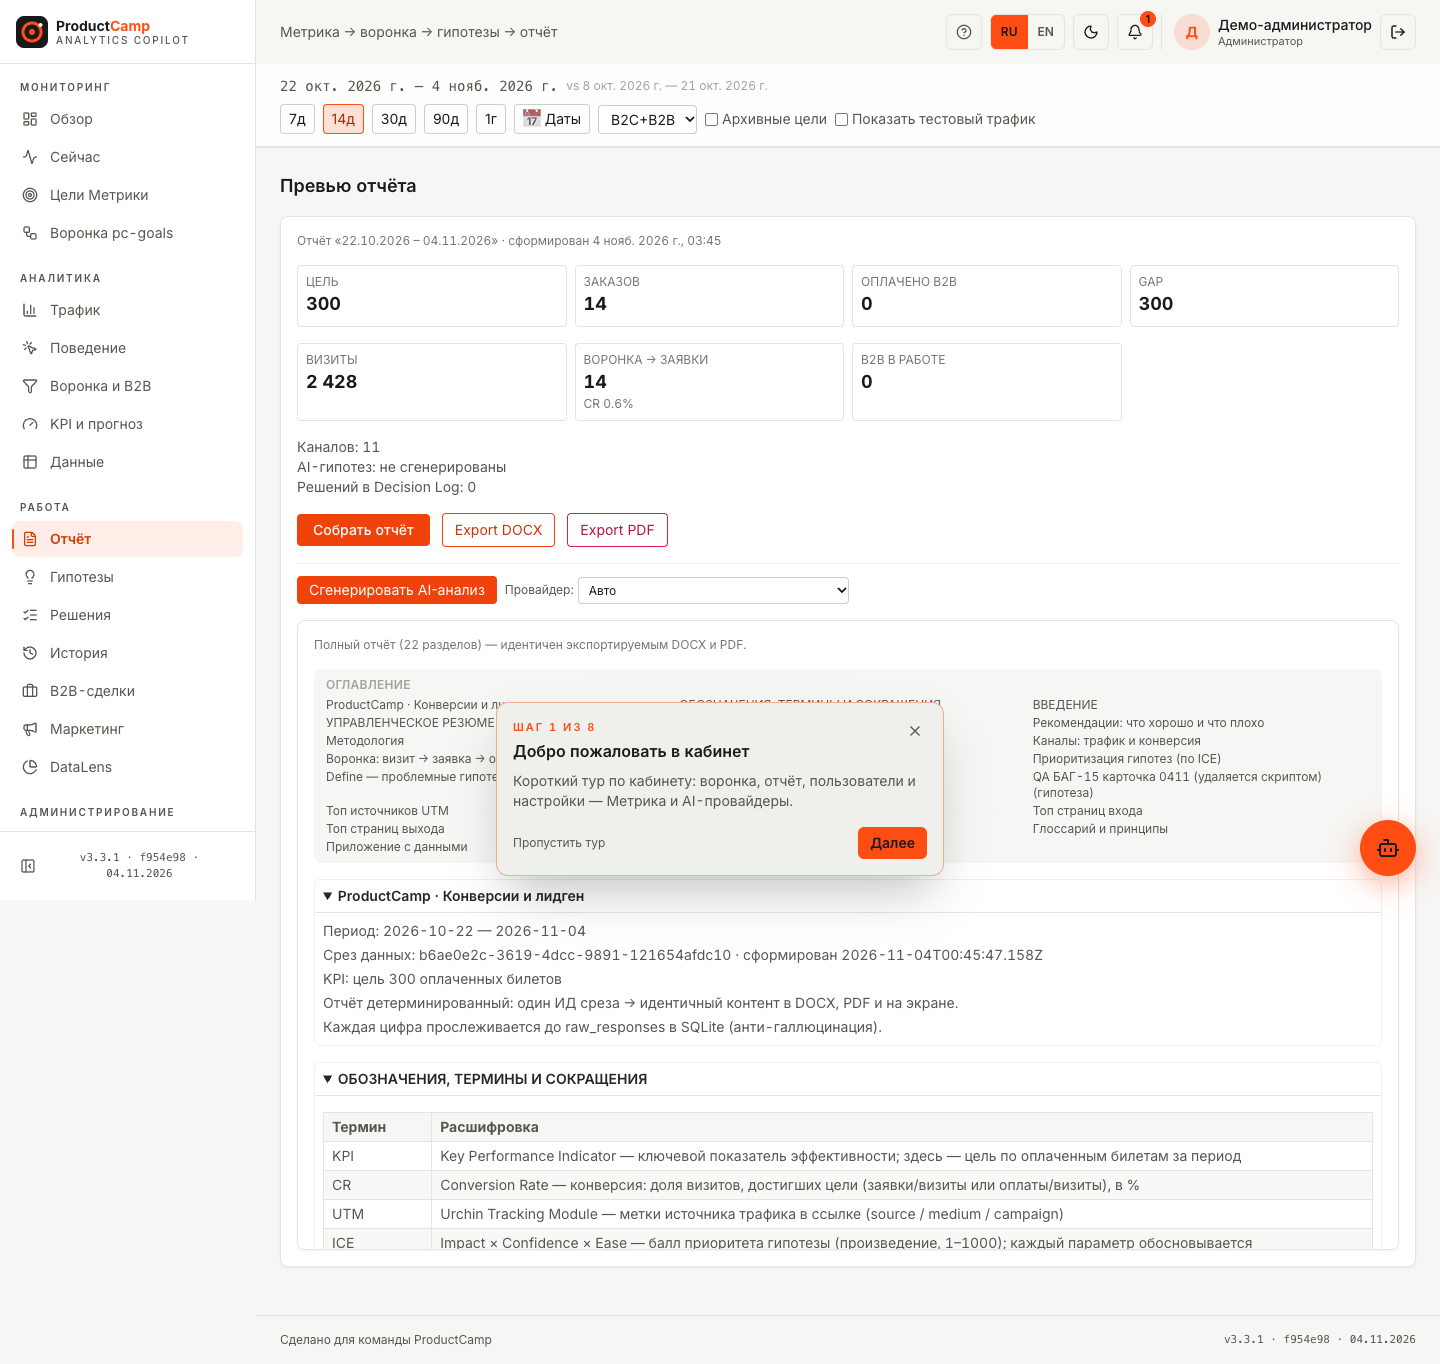 ProductCamp
ANALYTICS COPILOT
Метрика → воронка → гипотезы → отчёт
RU EN
1
Д
Демо-администратор
Администратор
МОНИТОРИНГ
Обзор
Сейчас
Цели Метрики
Воронка pc-goals
АНАЛИТИКА
Трафик
Поведение
Воронка и B2B
KPI и прогноз
Данные
РАБОТА
Отчёт
Гипотезы
Решения
История
B2B-сделки
Маркетинг
DataLens
АДМИНИСТРИРОВАНИЕ
v3.3.1 · f954e98 ·
04.11.2026
22 окт. 2026 г. — 4 нояб. 2026 г. vs 8 окт. 2026 г. — 21 окт. 2026 г.
7д 14д 30д 90д 1г Даты B2C+B2B Архивные цели Показать тестовый трафик
Превью отчёта
Отчёт «22.10.2026 – 04.11.2026» · сформирован 4 нояб. 2026 г., 03:45
ЦЕЛЬ
300
ЗАКАЗОВ
14
ОПЛАЧЕНО B2B
0
GAP
300
ВИЗИТЫ
2 428
ВОРОНКА → ЗАЯВКИ
14
CR 0.6%
B2B В РАБОТЕ
0
Каналов: 11
AI-гипотез: не сгенерированы
Решений в Decision Log: 0
Собрать отчёт Export DOCX Export PDF
Сгенерировать AI-анализ Провайдер: Авто
Полный отчёт (22 разделов) — идентичен экспортируемым DOCX и PDF.
ОГЛАВЛЕНИЕ
ProductCamp · Конверсии и
УПРАВЛЕНЧЕСКОЕ РЕЗЮМЕ
Методология
Воронка: визит → заявка →
Define — проблемные
Топ источников UTM
Топ страниц выхода
Приложение с данными
ОБОЗНАЧЕНИЯ, ТЕРМИНЫ И СОКРАЩЕНИЯ
ВВЕДЕНИЕ
Рекомендации: что хорошо и что плохо
Каналы: трафик и конверсия
Приоритизация гипотез (по ICE)
QA БАГ-15 карточка 0411 (удаляется скриптом)
(гипотеза)
Топ страниц входа
Глоссарий и принципы
ШАГ 1 ИЗ 8
Добро пожаловать в кабинет
Короткий тур по кабинету: воронка, отчёт, пользователи и
настройки — Метрика и AI-провайдеры.
Пропустить тур Далее
ProductCamp · Конверсии и лидген
Период: 2026-10-22 — 2026-11-04
Срез данных: b6ae0e2c-3619-4dcc-9891-121654afdc10 · сформирован 2026-11-04T00:45:47.158Z
KPI: цель 300 оплаченных билетов
Отчёт детерминированный: один ИД среза → идентичный контент в DOCX, PDF и на экране.
Каждая цифра прослеживается до raw_responses в SQLite (анти-галлюцинация).
ОБОЗНАЧЕНИЯ, ТЕРМИНЫ И СОКРАЩЕНИЯ
Термин Расшифровка
KPI Key Performance Indicator — ключевой показатель эффективности; здесь — цель по оплаченным билетам за период
CR Conversion Rate — конверсия: доля визитов, достигших цели (заявки/визиты или оплаты/визиты), в %
UTM Urchin Tracking Module — метки источника трафика в ссылке (source / medium / campaign)
ICE Impact × Confidence × Ease — балл приоритета гипотезы (произведение, 1–1000); каждый параметр обосновывается
Сделано для команды ProductCamp
v3.3.1 · f954e98 · 04.11.2026